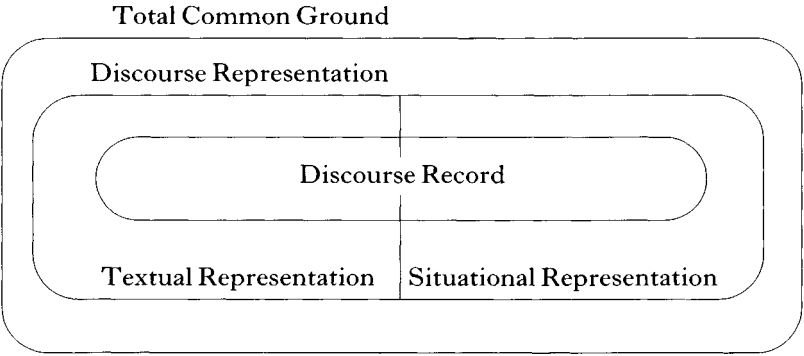 Total Common Ground
Discourse Representation
Discourse Record
Textual Representation
Situational Representation